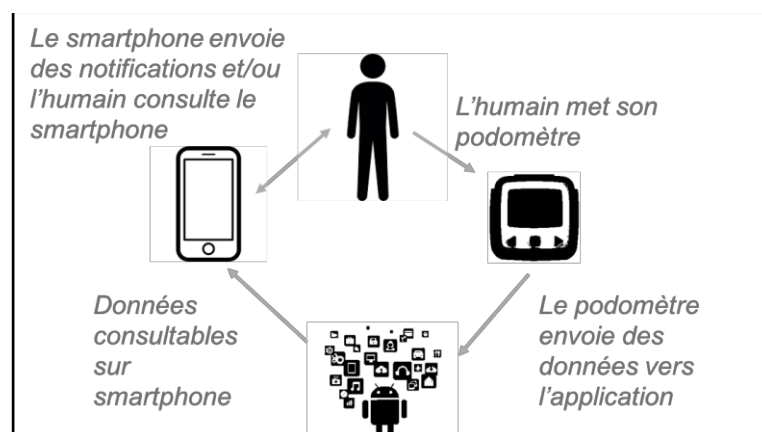 Le smartphone envoie
des notifications et/ou
l'humain consulte le
smartphone
L'humain met son
podomètre
Données
consultables
sur
smartphone
Le podomètre
envoie des
données vers
l'application